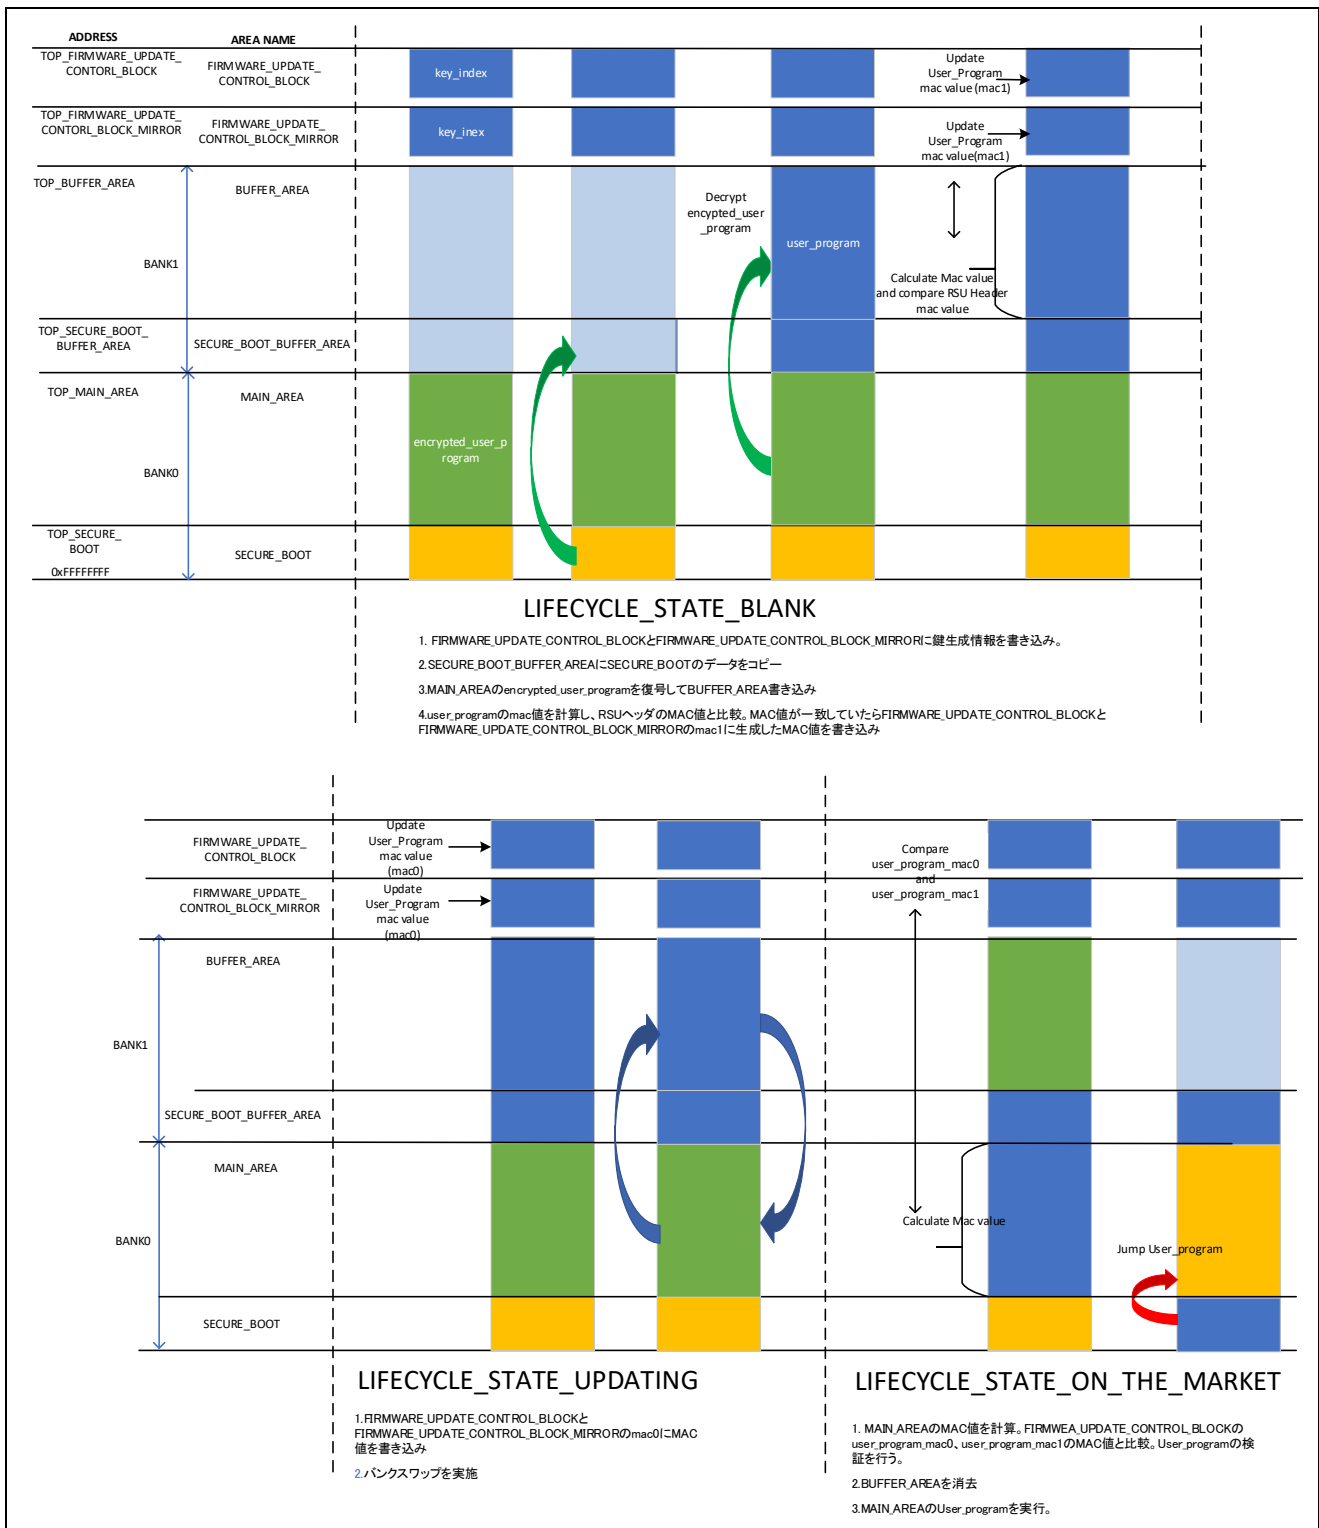 ADDRESS
AREA NAME
TOP_FIRMWARE_UPDATE_
CONTORL_BLOCK
FIRMWARE_UPDATE_
CONTROL_BLOCK
key_index
Update
User_Program
mac value (mac1)
TOP_FIRMWARE_UPDATE_
CONTORL_BLOCK_MIRROR
FIRMWARE_UPDATE_
CONTROL_BLOCK_MIRROR
key_inex
Update
User_Program
mac value(mac1)
TOP_BUFFER_AREA
BUFFER_AREA
Decrypt
encypted_user
_program
user_program
BANK1
Calculate Mac value
and compare RSU Header
mac value
TOP_SECURE_BOOT_
BUFFER_AREA
SECURE_BOOT_BUFFER_AREA
TOP_MAIN_AREA
MAIN_AREA
encrypted_user_p
rogram
BANK0
TOP_SECURE_
BOOT
SECURE_BOOT
0xFFFFFFFF
LIFECYCLE_STATE_BLANK
1. FIRMWARE_UPDATE_CONTROL_BLOCKとFIRMWARE_UPDATE_CONTROL_BLOCK_MIRRORに鍵生成情報を書き込み。
2.SECURE_BOOT_BUFFER_AREAにSECURE_BOOTのデータをコピー
3.MAIN_AREAのencrypted_user_programを復号してBUFFER_AREA書き込み
4.user_programのmac値を計算し、RSUヘッダのMAC値と比較。MAC値が一致していたらFIRMWARE_UPDATE_CONTROL_BLOCKと
FIRMWARE_UPDATE_CONTROL_BLOCK_MIRRORのmac1に生成したMAC値を書き込み
FIRMWARE_UPDATE_
CONTROL_BLOCK
Update
User_Program
mac value
(mac0)
Compare
user_program_mac0
and
user_program_mac1
FIRMWARE_UPDATE_
CONTROL_BLOCK_MIRROR
Update
User_Program
mac value
(mac0)
BUFFER_AREA
BANK1
SECURE_BOOT_BUFFER_AREA
MAIN_AREA
BANK0
Calculate Mac value
Jump User_program
SECURE_BOOT
LIFECYCLE_STATE_UPDATING
1.FIRMWARE_UPDATE_CONTROL_BLOCKと
FIRMWARE_UPDATE_CONTROL_BLOCK_MIRRORのmac0にMAC
値を書き込み
2.バンクスワップを実施
LIFECYCLE_STATE_ON_THE_MARKET
1. MAIN_AREAのMAC値を計算。FIRMWEA_UPDATE_CONTROL_BLOCKの
user_program_mac0、user_program_mac1のMAC値と比較。User_programの検
証を行う。
2.BUFFER_AREAを消去
3.MAIN_AREAのUser_programを実行。